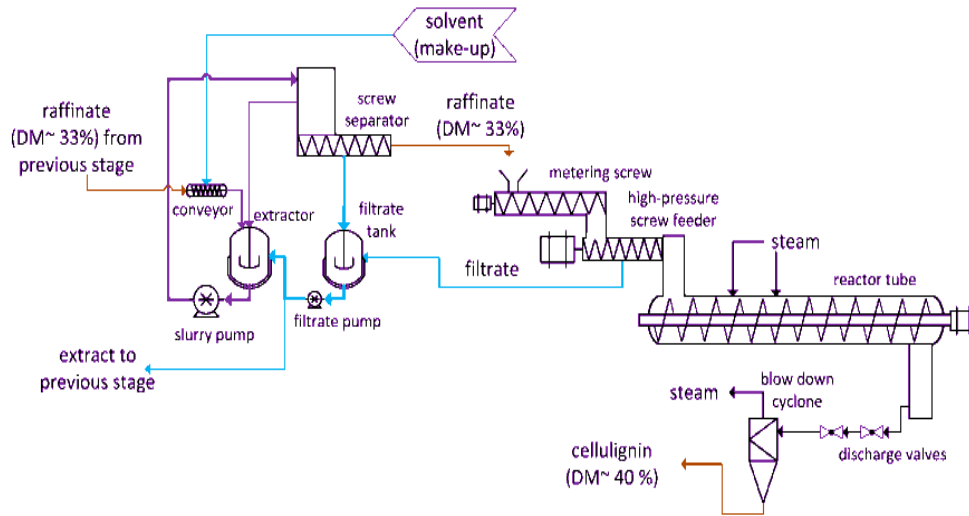 solvent
(make-up)
raffinate
(DM~ 33%) from
previous stage
screw
separator
raffinate
(DM~ 33%)
metering screw
high-pressure
screw feeder
conveyor
extractor
filtrate
tank
filtrate
steam
reactor tube
slurry pump
filtrate pump
extract to
previous stage
steam
blow down
cyclone
discharge valves
cellulignin
(DM~ 40 %)